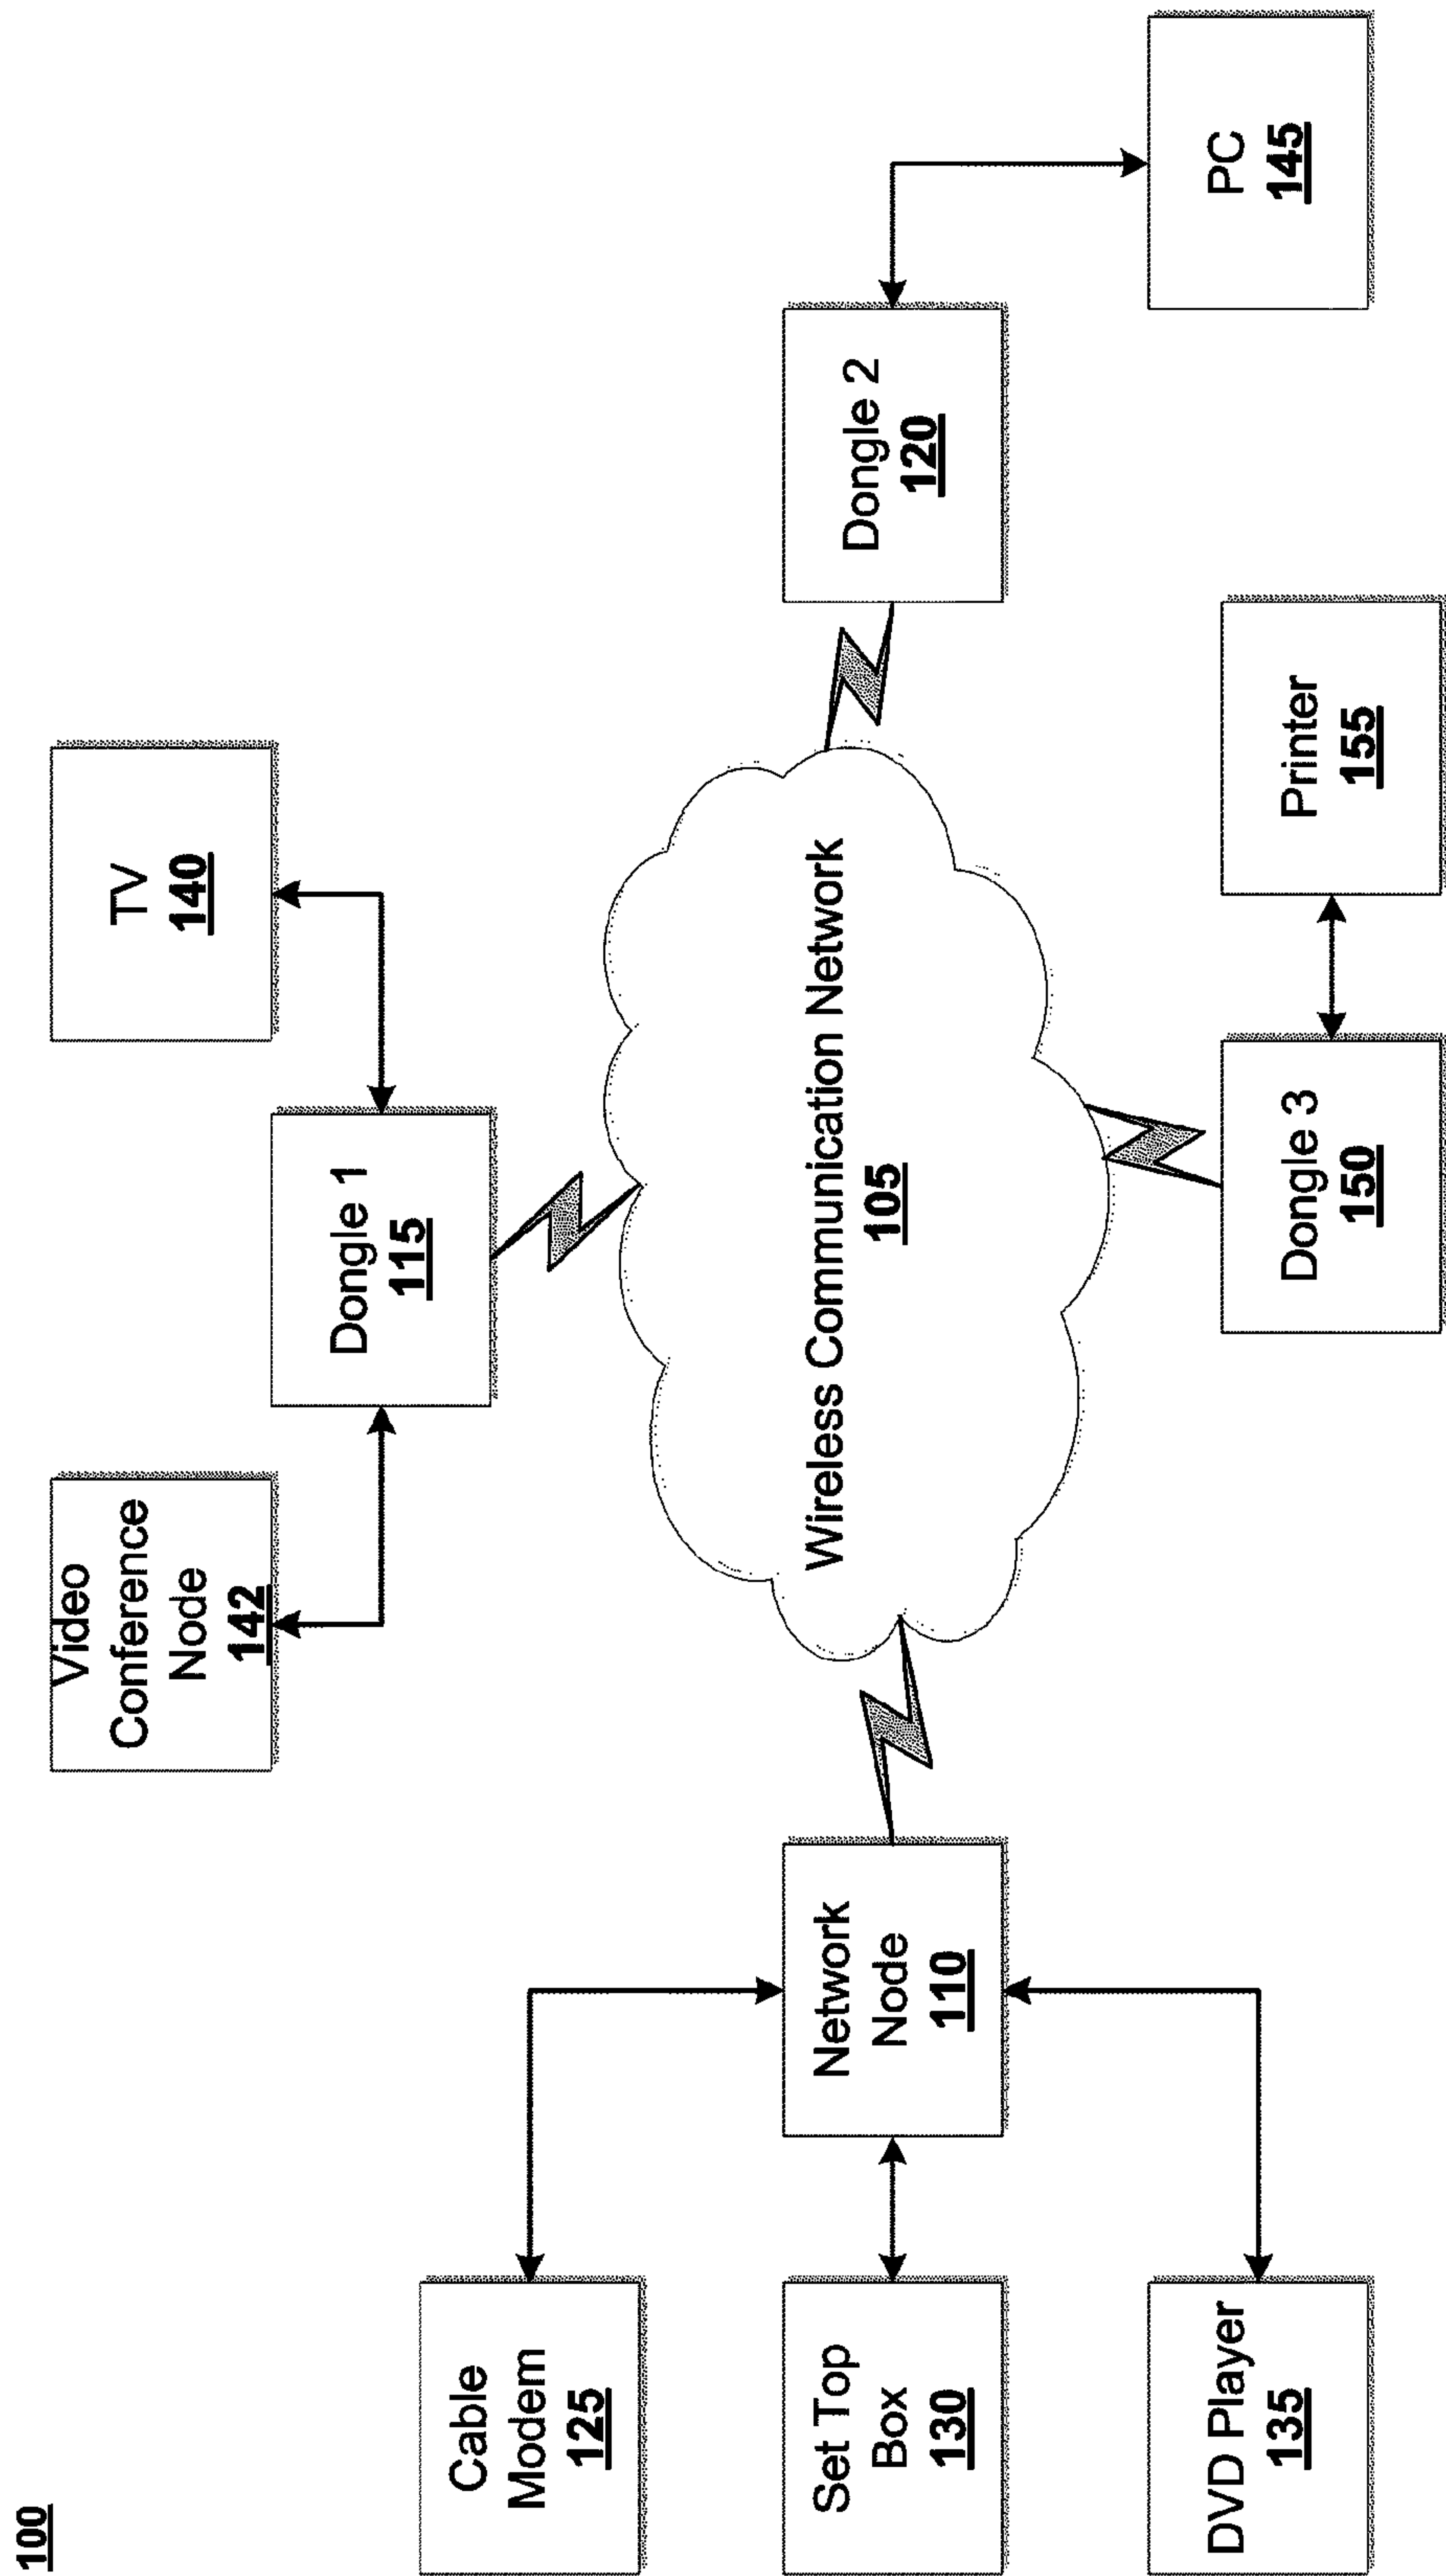 100
Video
Conference
Node
142
TV
140
Dongle 1
115
Cable
Modem
125
Network
Node
110
Wireless Communication Network
105
Dongle 2
120
Set Top
Box
130
DVD Player
135
Dongle 3
150
Printer
155
PC
145